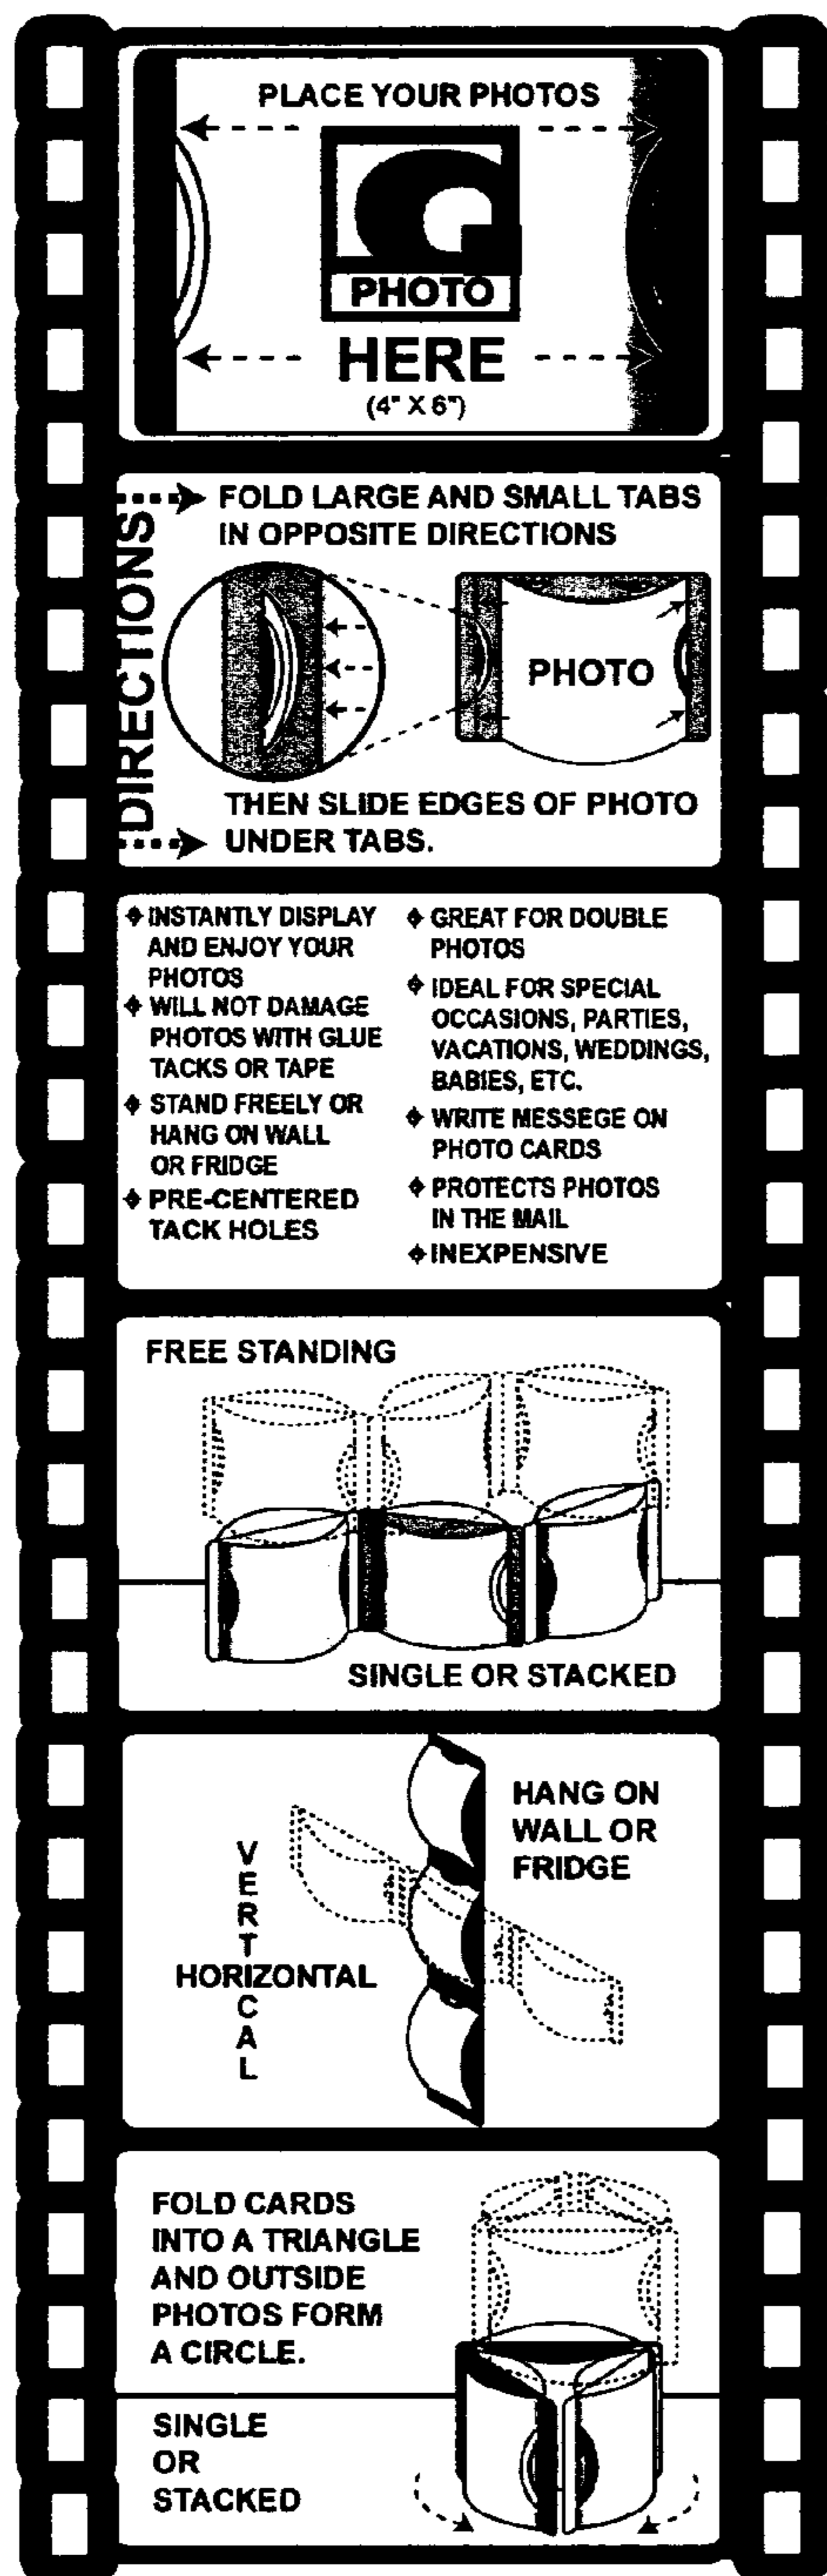 PLACE YOUR PHOTOS
G
PHOTO
HERE
(4" X 6")
DIRECTIONS
FOLD LARGE AND SMALL TABS
IN OPPOSITE DIRECTIONS
PHOTO
THEN SLIDE EDGES OF PHOTO
UNDER TABS.
INSTANTLY DISPLAY
AND ENJOY YOUR
PHOTOS
WILL NOT DAMAGE
PHOTOS WITH GLUE
TACKS OR TAPE
STAND FREELY OR
HANG ON WALL
OR FRIDGE
PRE-CENTERED
TACK HOLES
GREAT FOR DOUBLE
PHOTOS
IDEAL FOR SPECIAL
OCCASIONS, PARTIES,
VACATIONS, WEDDINGS,
BABIES, ETC.
WRITE MESSEGE ON
PHOTO CARDS
PROTECTS PHOTOS
IN THE MAIL
INEXPENSIVE
FREE STANDING
SINGLE OR STACKED
HANG ON
WALL OR
FRIDGE
VERTICAL
HORIZONTAL
FOLD CARDS
INTO A TRIANGLE
AND OUTSIDE
PHOTOS FORM
A CIRCLE.
SINGLE
OR
STACKED